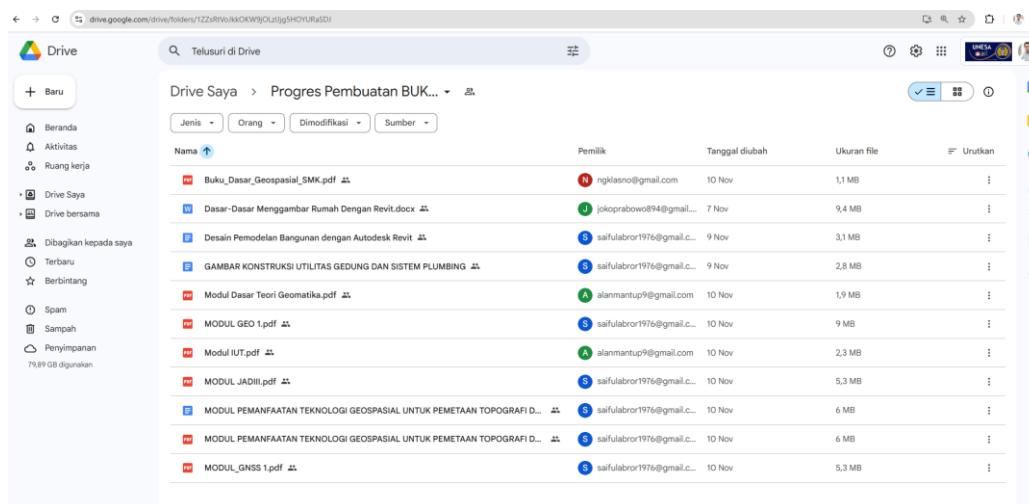 drive.google.com/drive/folders/
Drive
Telusuri di Drive
UNESA
Baru
Drive Saya > Progres Pembuatan BUK...
Beranda
Jenis Orang Dimodifikasi Sumber
Aktivitas
Ruang kerja
Nama Pemilik Tanggal diubah Ukuran file Urutkan
Drive Saya
Drive bersama
Dibagikan kepada saya
Terbaru
Berbintang
Spam
Sampah
Penyimpanan
79,89 GB digunakan
Buku_Dasar_Geospasial_SMK.pdf N ngklasno@gmail.com 10 Nov 1,1 MB
Dasar-Dasar Menggambar Rumah Dengan Revit.docx J jokoprabowo894@gmail.... 7 Nov 9,4 MB
Desain Pemodelan Bangunan dengan Autodesk Revit S saifulabror1976@gmail.c... 9 Nov 3,1 MB
GAMBAR KONSTRUKSI UTILITAS GEDUNG DAN SISTEM PLUMBING S saifulabror1976@gmail.c... 9 Nov 2,8 MB
Modul Dasar Teori Geomatika.pdf A alanmantup9@gmail.com 10 Nov 1,9 MB
MODUL GEO 1.pdf S saifulabror1976@gmail.c... 10 Nov 9 MB
Modul IUT.pdf A alanmantup9@gmail.com 10 Nov 2,3 MB
MODUL JADIII.pdf S saifulabror1976@gmail.c... 10 Nov 5,3 MB
MODUL PEMANFAATAN TEKNOLOGI GEOSPASIAL UNTUK PEMETAAN TOPOGRAFI D... S saifulabror1976@gmail.c... 10 Nov 6 MB
MODUL PEMANFAATAN TEKNOLOGI GEOSPASIAL UNTUK PEMETAAN TOPOGRAFI D... S saifulabror1976@gmail.c... 10 Nov 6 MB
MODUL_GNSS 1.pdf S saifulabror1976@gmail.c... 10 Nov 5,3 MB